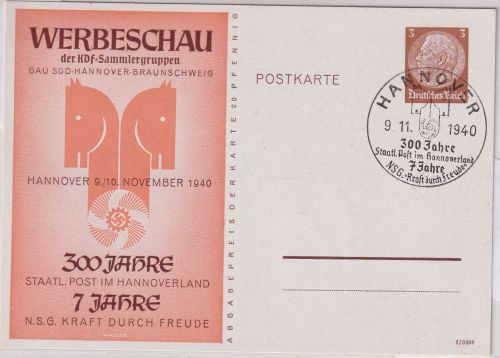 WERBESCHAU
der KDF-Sammlergruppen
GAU SÜD-HANNOVER-BRAUNSCHWEIG
HANNOVER 9./10. NOVEMBER 1940
300 JAHRE
STAATL. POST IM HANNOVERLAND
7 JAHRE
N.S.G. KRAFT DURCH FREUDE
ABGABEPREIS DER KARTE 20 PFENNIG
POSTKARTE
3 3
Deutsches Reich
HANNOVER
9. 11. 1940
300 Jahre
Staatl. Post im Hannoverland
7 Jahre
NSG. "Kraft durch Freude"